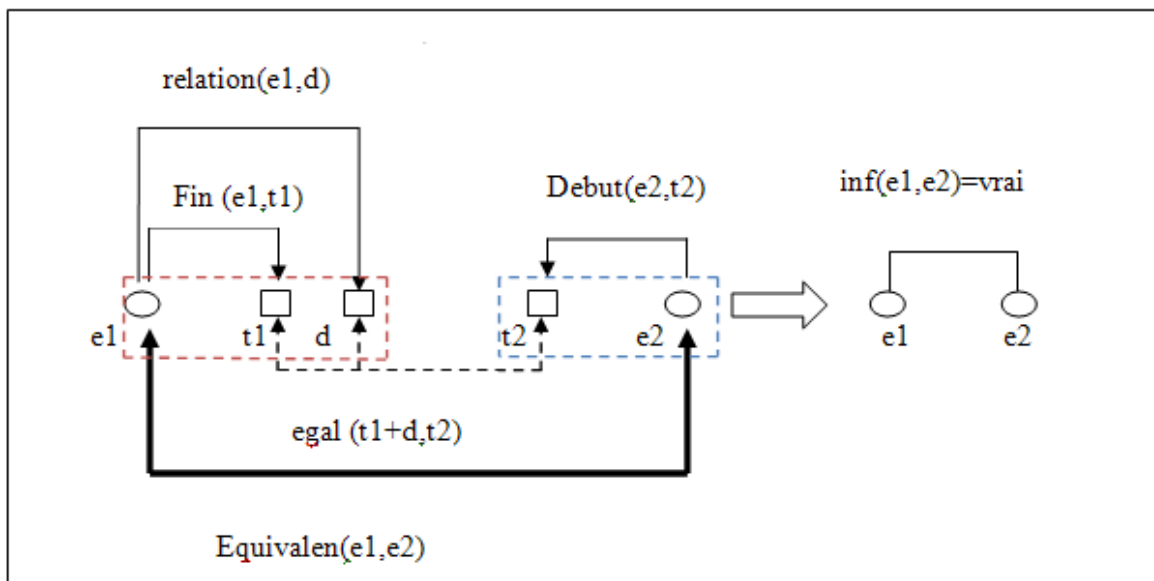 relation(e1,d)
Fin (e1,t1)
Debut(e2,t2)
inf(e1,e2)=vrai
e1
t1
d
t2
e2
e1
e2
egal (t1+d,t2)
Equivalen(e1,e2)